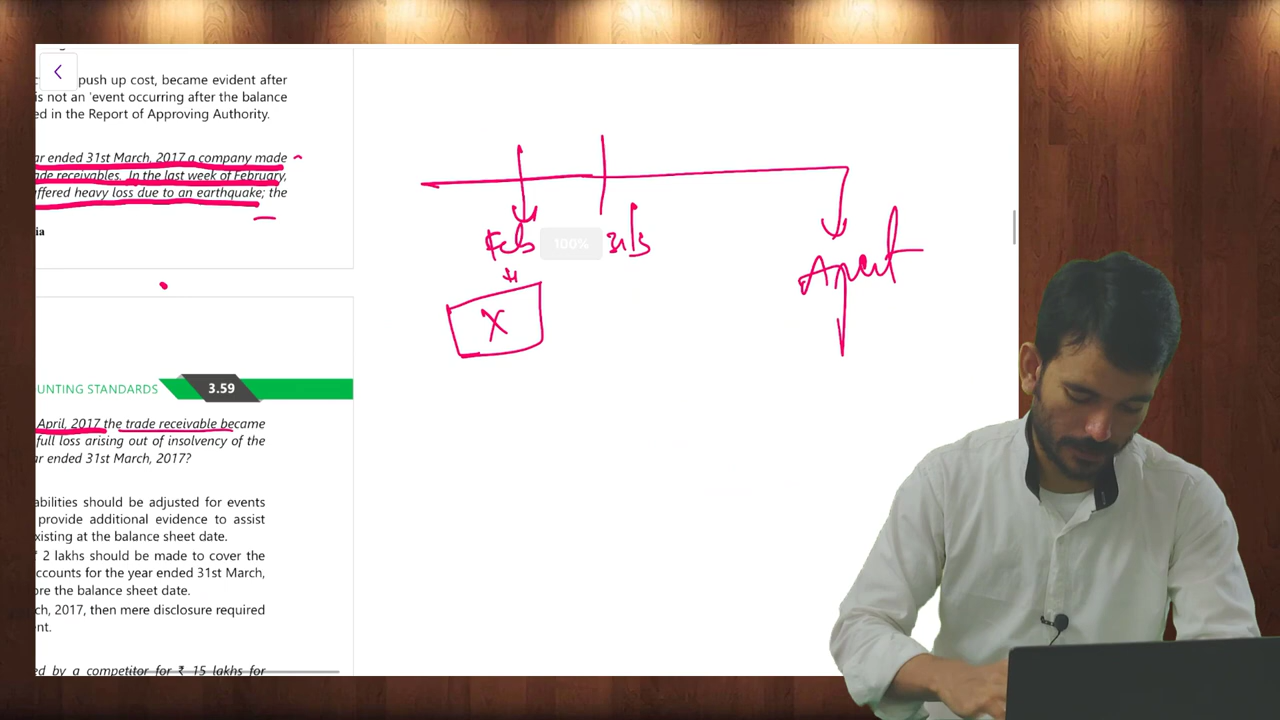 push up cost, became evident after
is not an 'event occurring after the balance
ed in the Report of Approving Authority.
ar ended 31st March, 2017 a company made
ade receivables. In the last week of February,
uffered heavy loss due to an earthquake; the
ia
UNTING STANDARDS 3.59
April, 2017 the trade receivable became
full loss arising out of insolvency of the
ar ended 31st March, 2017?
abilities should be adjusted for events
provide additional evidence to assist
xisting at the balance sheet date.
₹ 2 lakhs should be made to cover the
ccounts for the year ended 31st March,
ore the balance sheet date.
ch, 2017, then mere disclosure required
ent.
ed by a competitor for ₹ 15 lakhs for
Feb 100% 31/3
X